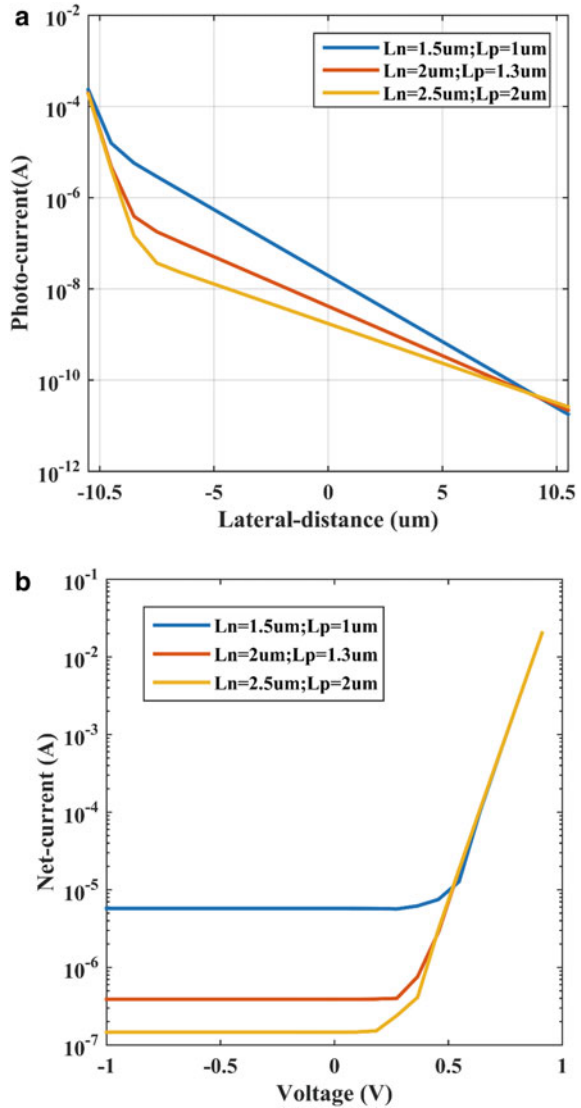 a
10^-2
10^-4
10^-6
10^-8
10^-10
10^-12
Photo-current(A)
Ln=1.5um;Lp=1um
Ln=2um;Lp=1.3um
Ln=2.5um;Lp=2um
-10.5 -5 0 5 10.5
Lateral-distance (um)
b
10^-1
10^-2
10^-3
10^-4
10^-5
10^-6
10^-7
Net-current (A)
Ln=1.5um;Lp=1um
Ln=2um;Lp=1.3um
Ln=2.5um;Lp=2um
-1 -0.5 0 0.5 1
Voltage (V)